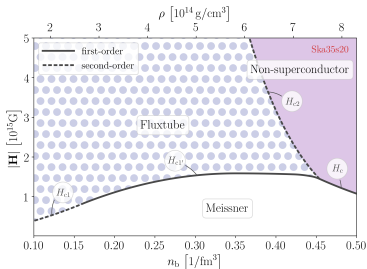 ρ [10¹⁴ g/cm³]
2 3 4 5 6 7 8
first-order
second-order
Ska35s20
Non-superconductor
H_c2
Fluxtube
H_c1'
H_c
H_c1
Meissner
|H| [10¹⁵G]
5
4
3
2
1
0.10 0.15 0.20 0.25 0.30 0.35 0.40 0.45 0.50
n_b [1/fm³]